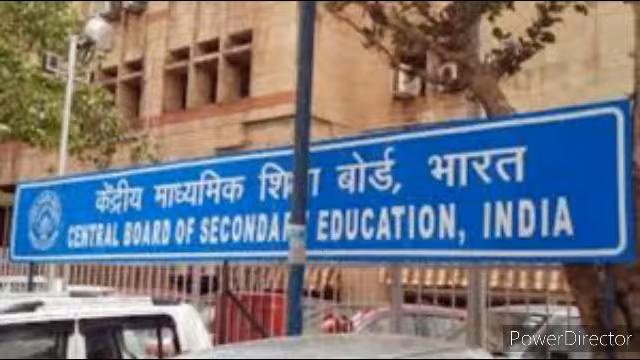 केंद्रीय माध्यमिक शिक्षा बोर्ड, भारत
CENTRAL BOARD OF SECONDARY EDUCATION, INDIA
PowerDirector